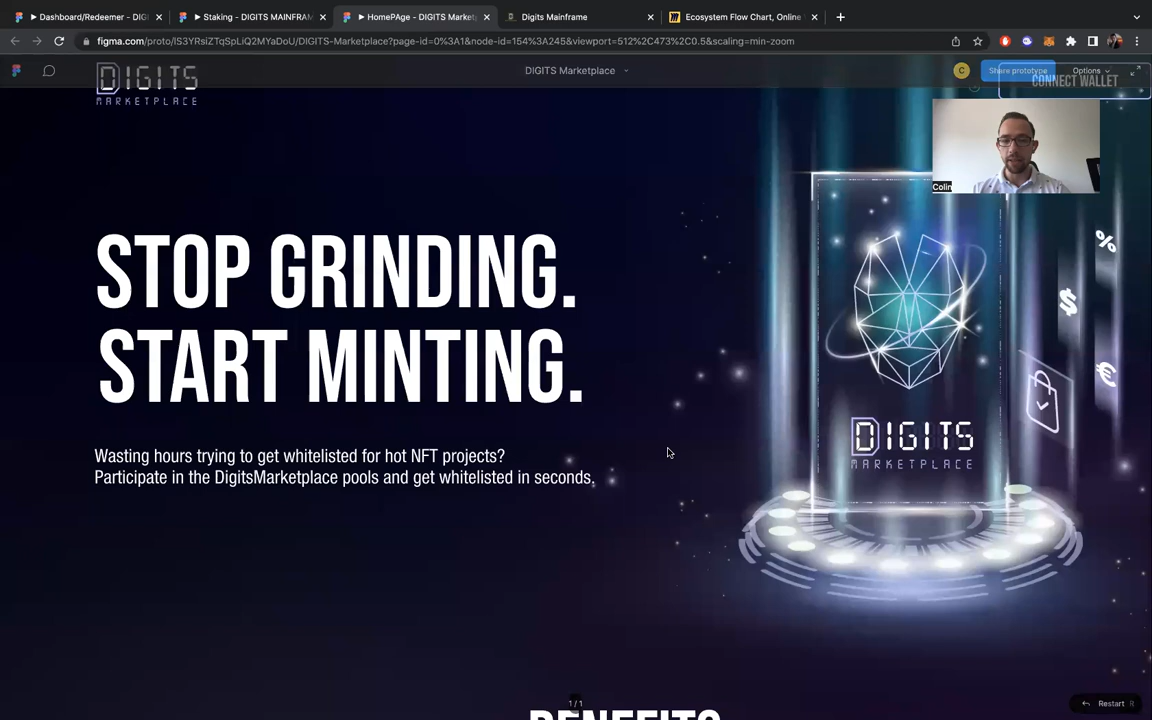 Dashboard/Redeemer - DIG
Staking - DIGITS MAINFRAM
HomePAge - DIGITS Market
Digits Mainframe
Ecosystem Flow Chart, Online
figma.com/proto/lS3YRsiZTqSpLiQ2MYaDoU/DIGITS-Marketplace?page-id=0%3A1&node-id=154%3A245&viewport=512%2C473%2C0.5&scaling=min-zoom
DIGITS Marketplace
C
Share prototype
Options
DIGITS
MARKETPLACE
CONNECT WALLET
Colin
STOP GRINDING.
START MINTING.
Wasting hours trying to get whitelisted for hot NFT projects?
Participate in the DigitsMarketplace pools and get whitelisted in seconds.
%
$
€
DIGITS
MARKETPLACE
BENEFITS
1 / 1
Restart R